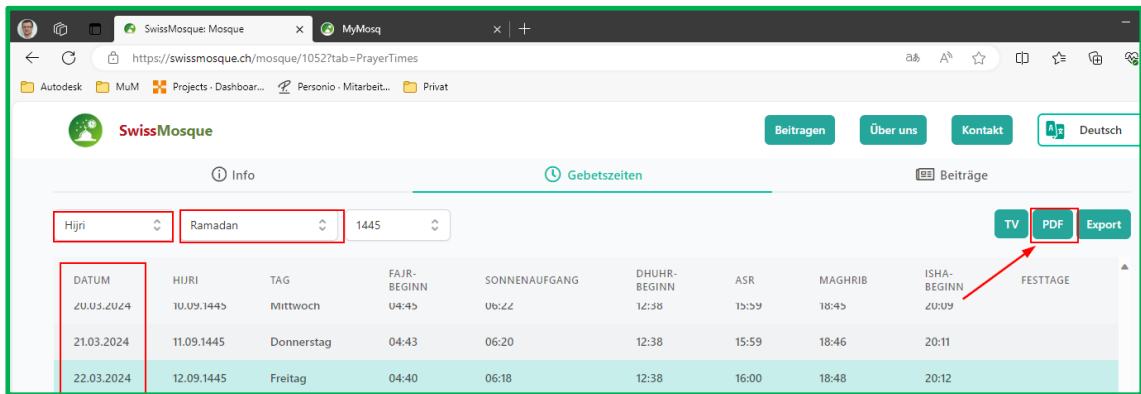 SwissMosque: Mosque
MyMosq
https://swissmosque.ch/mosque/1052?tab=PrayerTimes
Autodesk MuM Projects - Dashboar... Personio - Mitarbeit... Privat
SwissMosque
Beitragen Über uns Kontakt Deutsch
Info Gebetszeiten Beiträge
Hijri Ramadan 1445 TV PDF Export
DATUM HIJRI TAG FAJR-BEGINN SONNENAUFGANG DHUHR-BEGINN ASR MAGHRIB ISHA-BEGINN FESTTAGE
20.03.2024 10.09.1445 Mittwoch 04:45 06:22 12:38 15:59 18:45 20:09
21.03.2024 11.09.1445 Donnerstag 04:43 06:20 12:38 15:59 18:46 20:11
22.03.2024 12.09.1445 Freitag 04:40 06:18 12:38 16:00 18:48 20:12